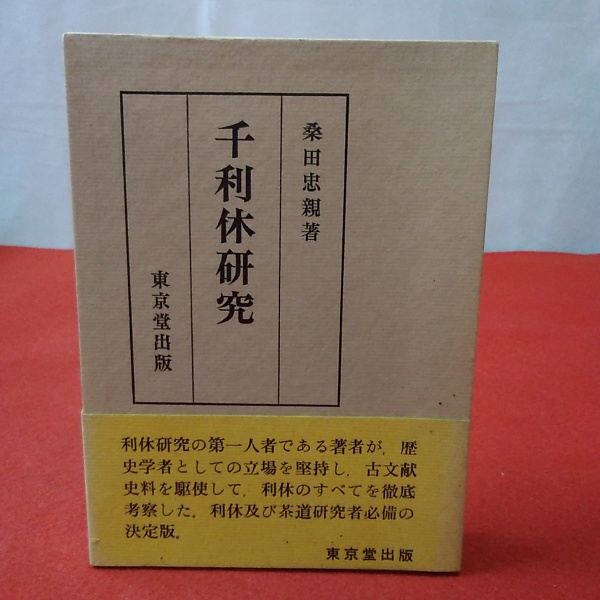 桑田忠親著
千利休研究
東京堂出版
利休研究の第一人者である著者が，歴
史学者としての立場を堅持し，古文献
史料を駆使して，利休のすべてを徹底
考察した。利休及び茶道研究者必備の
決定版。
東京堂出版